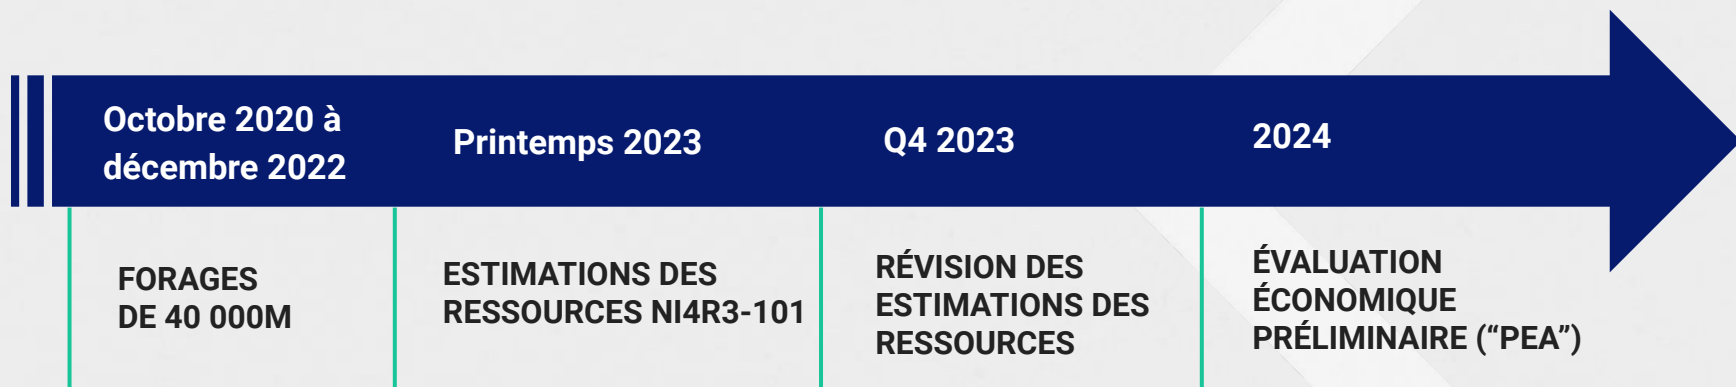 Octobre 2020 à
décembre 2022
Printemps 2023
Q4 2023
2024
FORAGES
DE 40 000M
ESTIMATIONS DES
RESSOURCES NI4R3-101
RÉVISION DES
ESTIMATIONS DES
RESSOURCES
ÉVALUATION
ÉCONOMIQUE
PRÉLIMINAIRE (“PEA”)